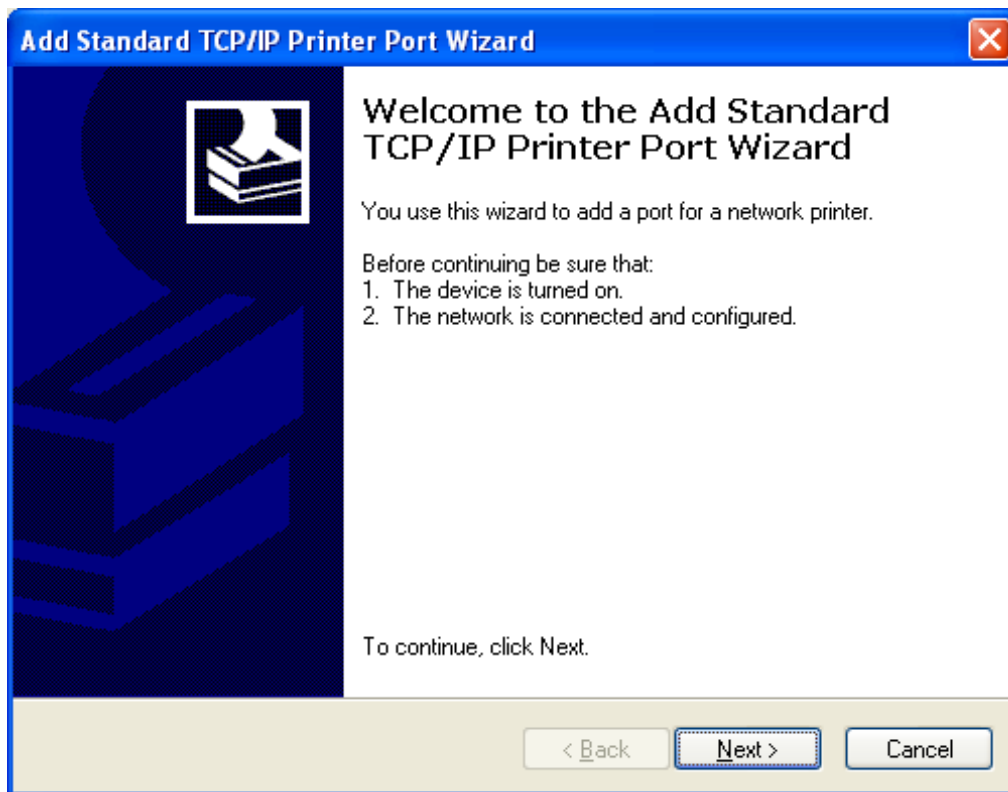 Add Standard TCP/IP Printer Port Wizard
Welcome to the Add Standard
TCP/IP Printer Port Wizard
You use this wizard to add a port for a network printer.
Before continuing be sure that:
1. The device is turned on.
2. The network is connected and configured.
To continue, click Next.
< Back
Next >
Cancel